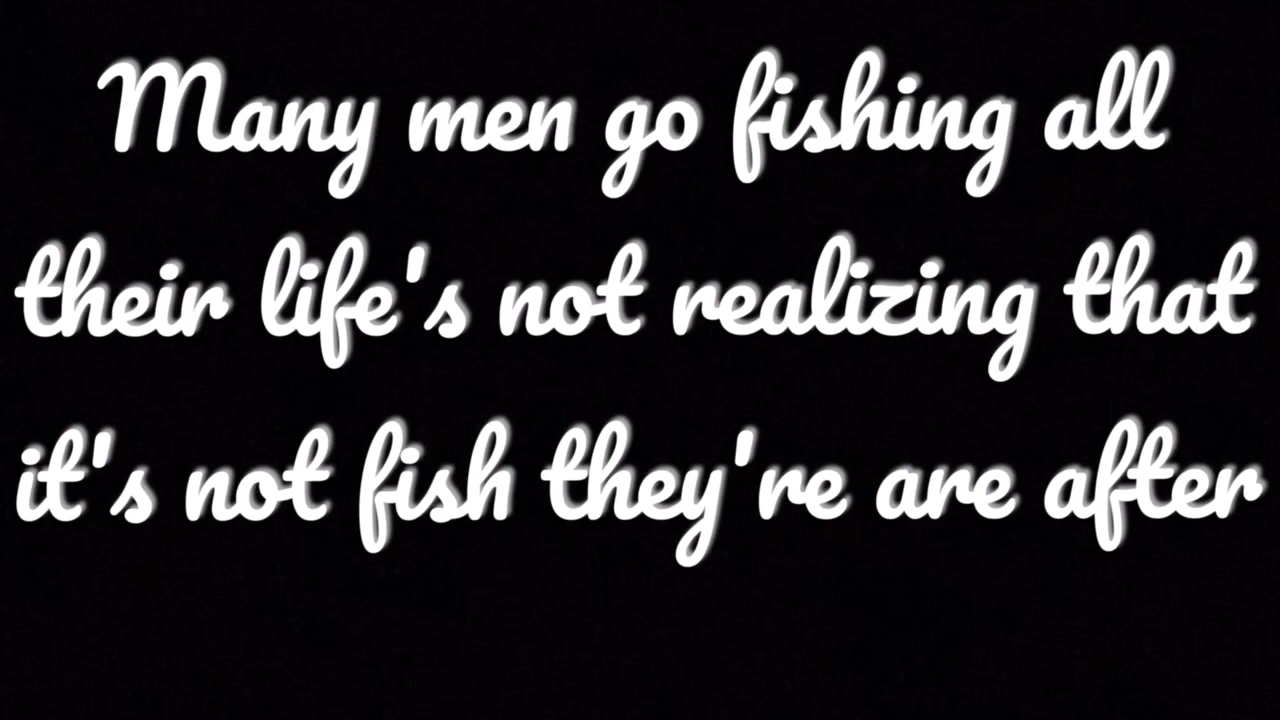 Many men go fishing all
their life's not realizing that
it's not fish they're are after